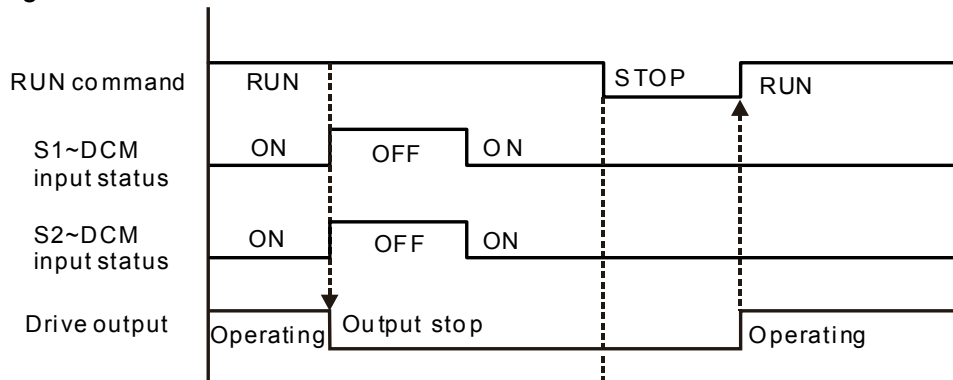 RUN command
RUN
STOP
RUN
S1~DCM
input status
ON
OFF
ON
S2~DCM
input status
ON
OFF
ON
Drive output
Operating
Output stop
Operating